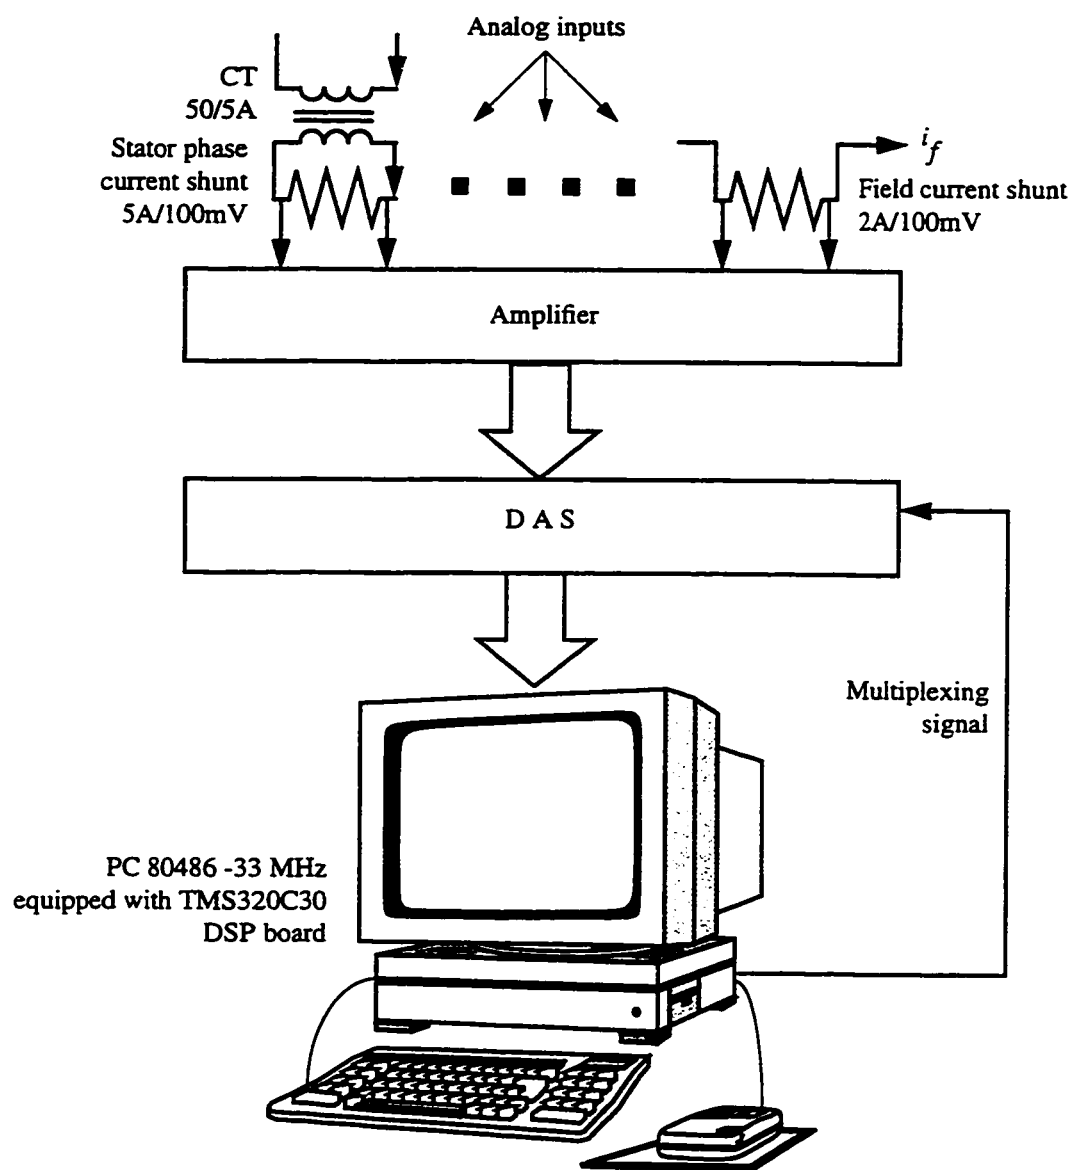 Analog inputs
CT
50/5A
Stator phase
current shunt
5A/100mV
i_f
Field current shunt
2A/100mV
Amplifier
D A S
Multiplexing
signal
PC 80486 -33 MHz
equipped with TMS320C30
DSP board